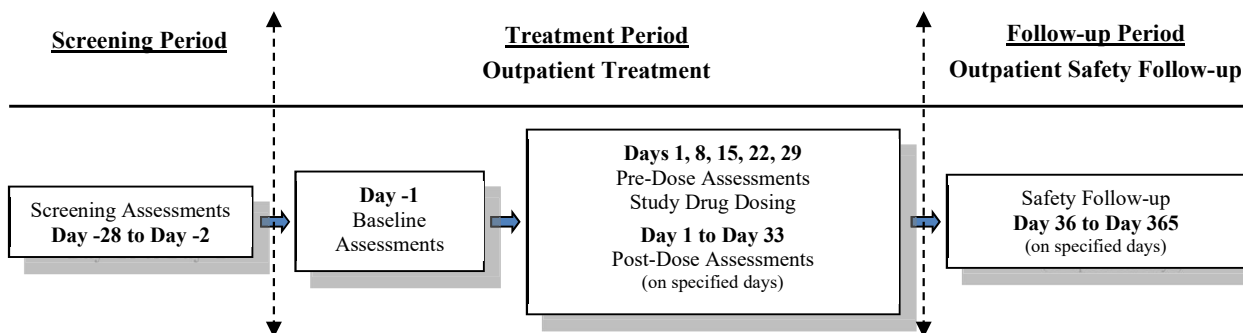 Screening Period
Treatment Period
Outpatient Treatment
Follow-up Period
Outpatient Safety Follow-up
Screening Assessments
Day -28 to Day -2
Day -1
Baseline
Assessments
Days 1, 8, 15, 22, 29
Pre-Dose Assessments
Study Drug Dosing
Day 1 to Day 33
Post-Dose Assessments
(on specified days)
Safety Follow-up
Day 36 to Day 365
(on specified days)